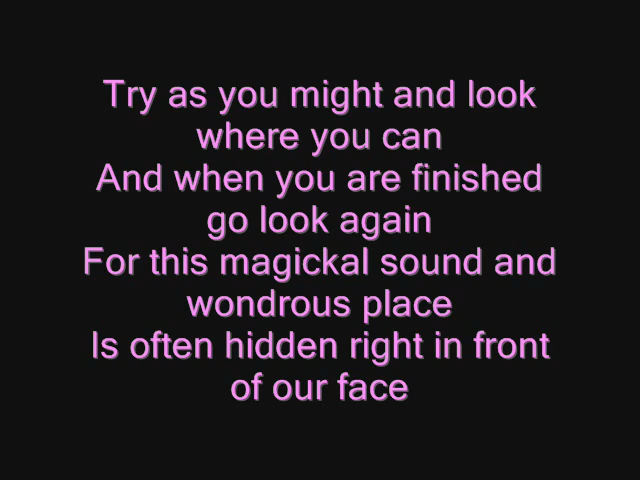 Try as you might and look
where you can
And when you are finished
go look again
For this magickal sound and
wondrous place
Is often hidden right in front
of our face